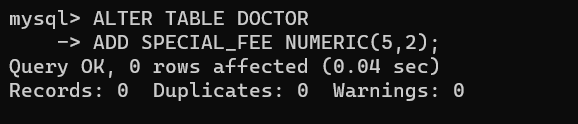 mysql> ALTER TABLE DOCTOR
    -> ADD SPECIAL_FEE NUMERIC(5,2);
Query OK, 0 rows affected (0.04 sec)
Records: 0  Duplicates: 0  Warnings: 0